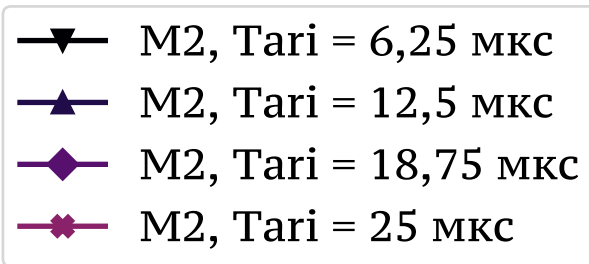 M2, Tari = 6,25 мкс
M2, Tari = 12,5 мкс
M2, Tari = 18,75 мкс
M2, Tari = 25 мкс